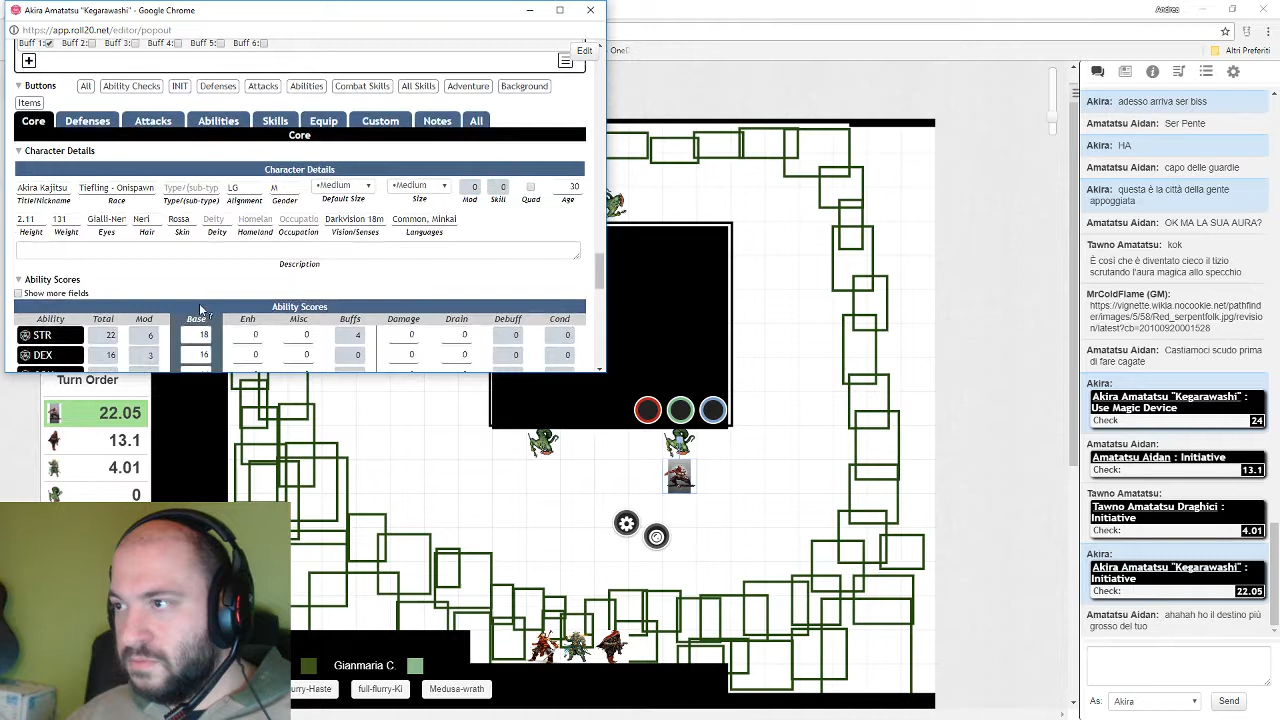 Akira Amatatsu "Kegarawashi" - Google Chrome
https://app.roll20.net/editor/popout
Buff 1: Buff 2: Buff 3: Buff 4: Buff 5: Buff 6:
Edit
Buttons All Ability Checks INIT Defenses Attacks Abilities Combat Skills All Skills Adventure Background
Items
Core Defenses Attacks Abilities Skills Equip Custom Notes All
Core
Character Details
Character Details
Akira Kajitsu Tiefling - Onispawn Type/(sub-typ LG M •Medium •Medium 0 0 30
Title/Nickname Race Type/(sub-type) Alignment Gender Default Size Size Mod Skill Quad Age
2.11 131 Gialli-Ner Neri Rossa Deity Homelan Occupatio Darkvision 18m Common, Minkai
Height Weight Eyes Hair Skin Deity Homeland Occupation Vision/Senses Languages
Description
Ability Scores
Show more fields
Ability Scores
Ability Total Mod Base Enh Misc Buffs Damage Drain Debuff Cond
STR 22 6 18 0 0 4 0 0 0 0
DEX 16 3 16 0 0 0 0 0 0 0
Turn Order
22.05
13.1
4.01
0
Gianmaria C.
urry-Haste full-flurry-KI Medusa-wrath
Andrea
OneD
Altri Preferiti
Akira: adesso arriva ser biss
Amatatsu Aidan: Ser Pente
Akira: HA
Amatatsu Aidan: capo delle guardie
Akira: questa è la città della gente
appoggiata
Amatatsu Aidan: OK MA LA SUA AURA?
Tawno Amatatsu: kok
È così che è diventato cieco il tizio
scrutando l'aura magica allo specchio
MrColdFlame (GM):
https://vignette.wikia.nocookie.net/pathfind
er/images/5/58/Red_serpentfolk.jpg/revision
/latest?cb=20100920001528
Castiamoci scudo prima
di fare cagate
Akira:
Akira Amatatsu "Kegarawashi" :
Use Magic Device
Check 24
Amatatsu Aidan:
Amatatsu Aidan : Initiative
Check: 13.1
Tawno Amatatsu:
Tawno Amatatsu Draghici :
Initiative
Check: 4.01
Akira:
Akira Amatatsu "Kegarawashi" :
Initiative
Check: 22.05
Amatatsu Aidan: ahahah ho il destino più
grosso del tuo
As: Akira Send